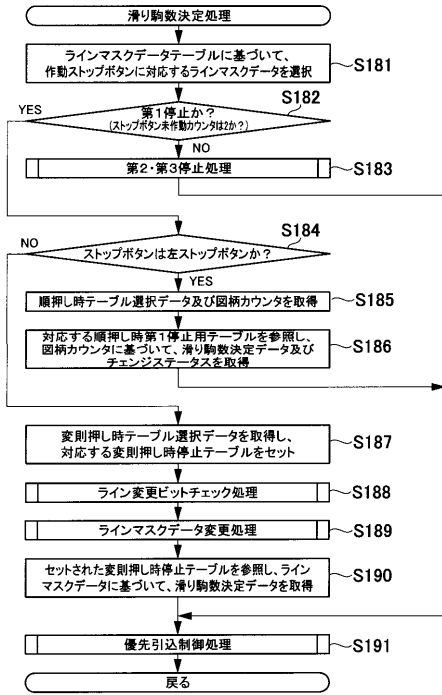 滑り駒数決定処理
ラインマスクデータテーブルに基づいて、
作動ストップボタンに対応するラインマスクデータを選択
S181
S182
YES
第1停止か?
(ストップボタン未作動カウンタは2か?)
NO
第2・第3停止処理
S183
S184
NO
ストップボタンは左ストップボタンか?
YES
順押し時テーブル選択データ及び図柄カウンタを取得
S185
対応する順押し時第1停止用テーブルを参照し、
図柄カウンタに基づいて、滑り駒数決定データ及び
チェンジステータスを取得
S186
変則押し時テーブル選択データを取得し、
対応する変則押し時停止テーブルをセット
S187
ライン変更ビットチェック処理
S188
ラインマスクデータ変更処理
S189
セットされた変則押し時停止テーブルを参照し、ライン
マスクデータに基づいて、滑り駒数決定データを取得
S190
優先引込制御処理
S191
戻る